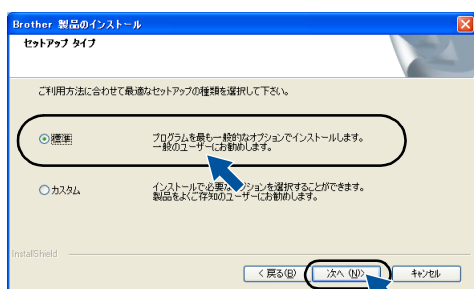 Brother 製品のインストール
セットアップ タイプ
ご利用方法に合わせて最適なセットアップの種類を選択して下さい。
標準
プログラムを最も一般的なオプションでインストールします。
一般のユーザーにお勧めします。
カスタム
インストールで必要なプションを選択することができます。
製品をよくご存知のユーザーにお勧めします。
InstallShield
< 戻る(B)
次へ (N)>
キャンセル